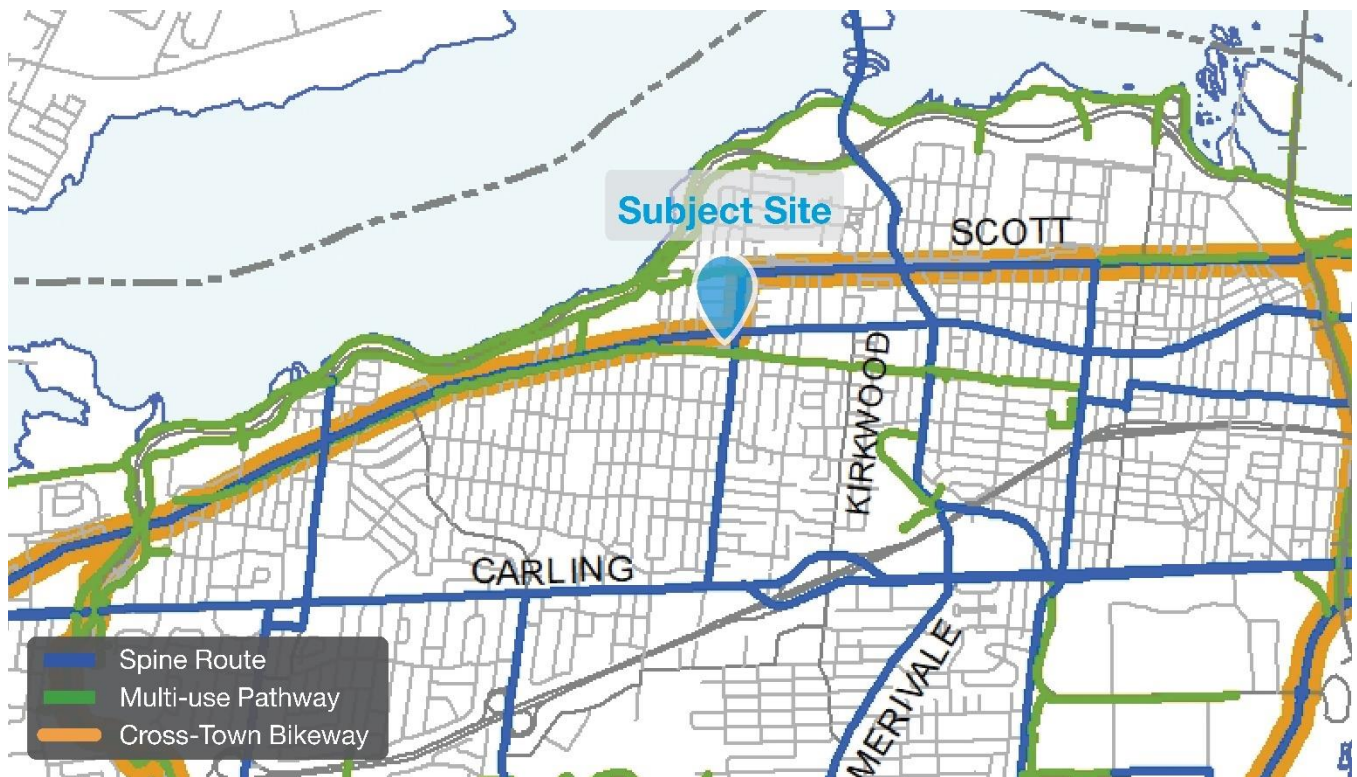 Subject Site
SCOTT
KIRKWOOD
CARLING
MERIVALE
Spine Route
Multi-use Pathway
Cross-Town Bikeway